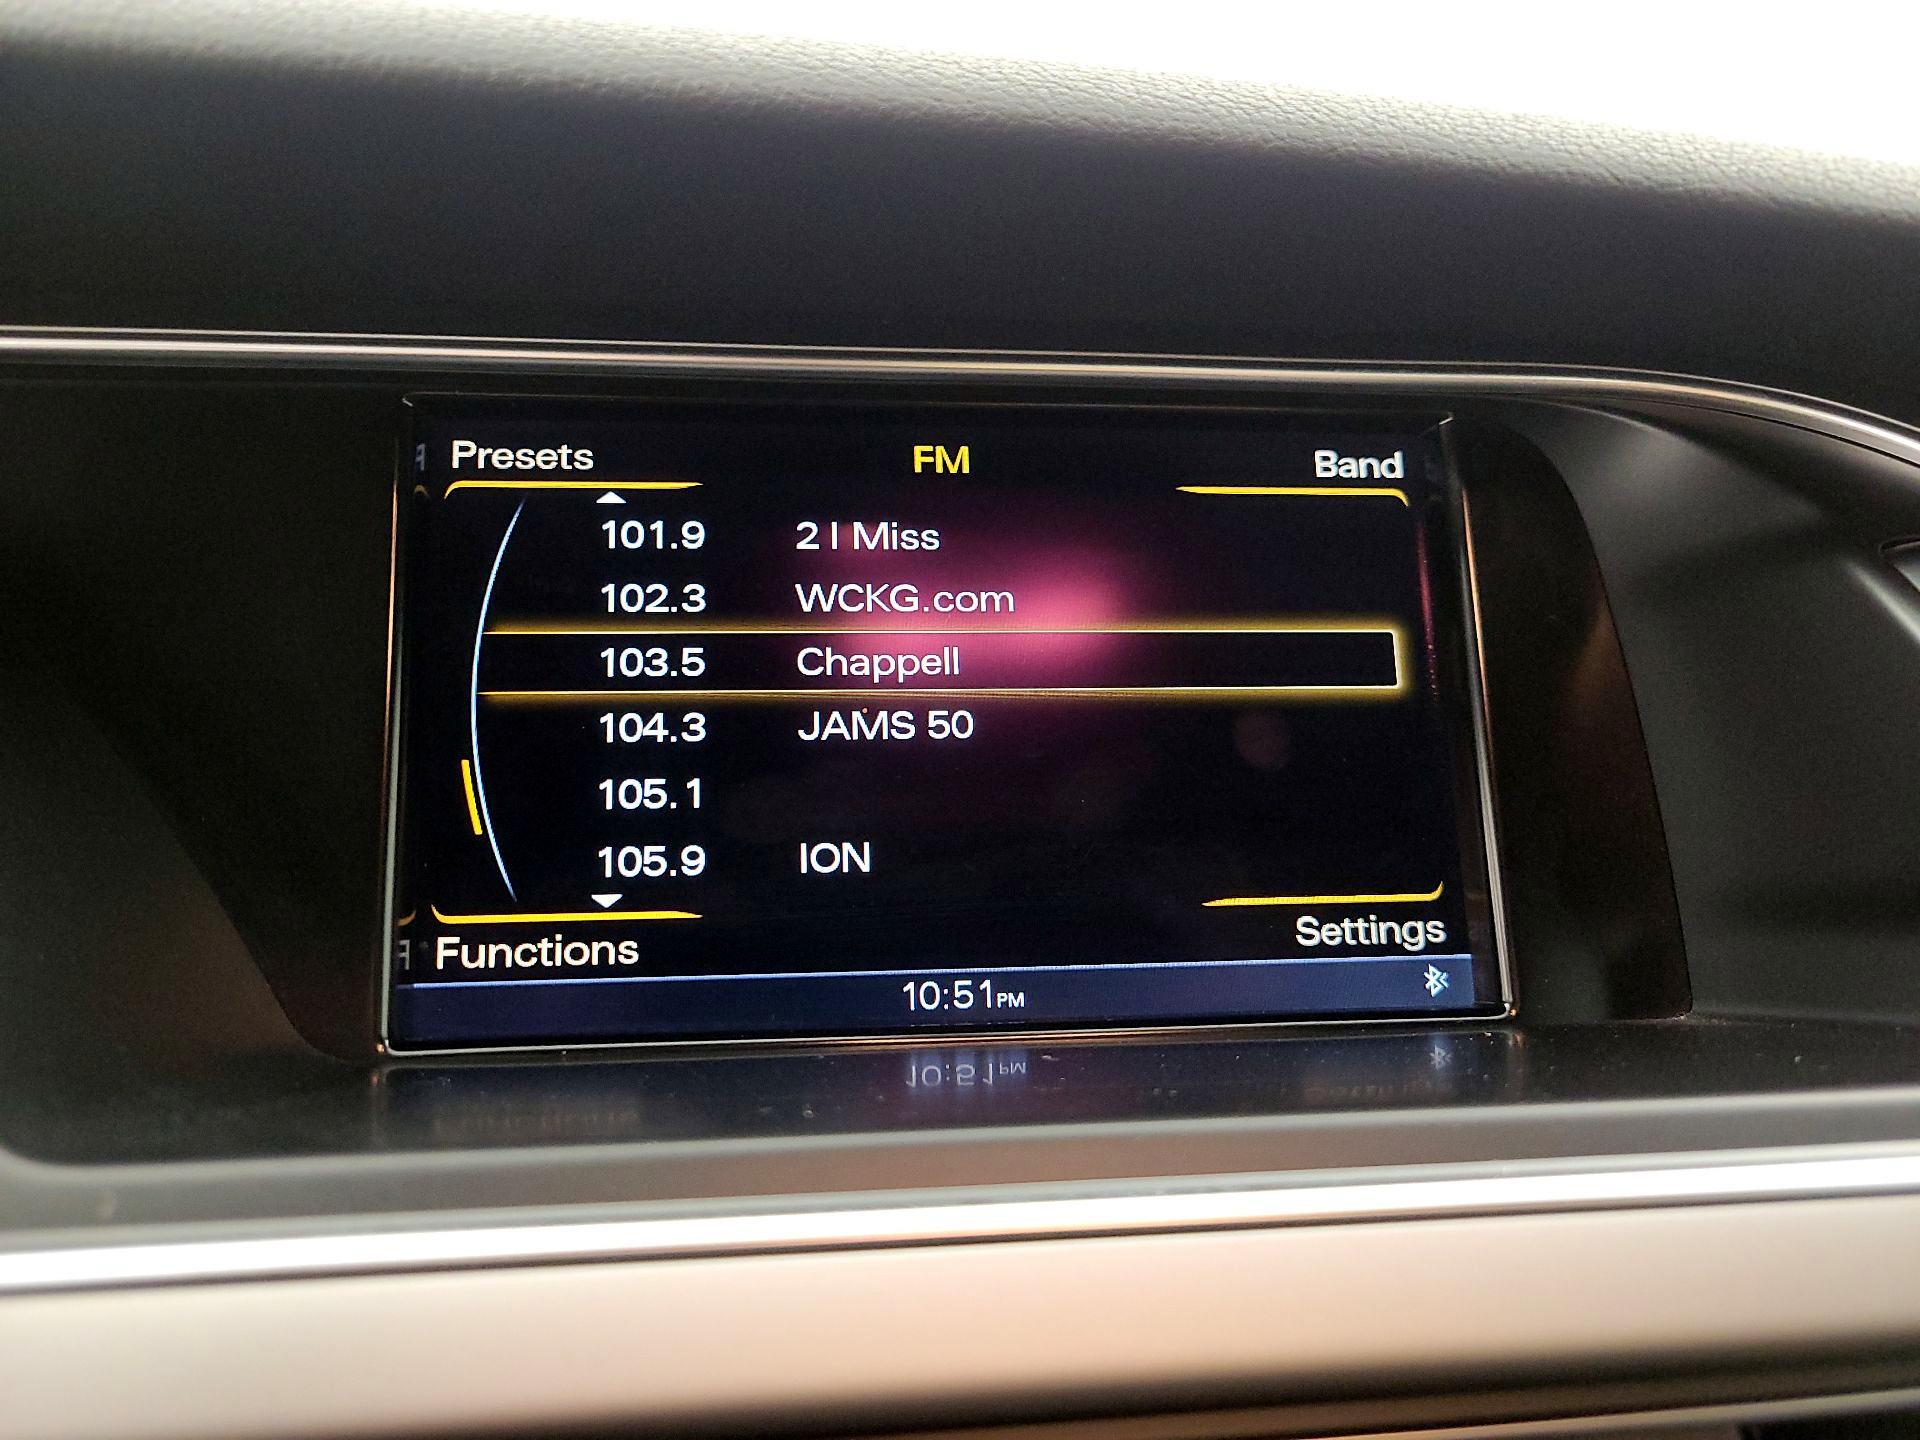 Presets FM Band
101.9 2 I Miss
102.3 WCKG.com
103.5 Chappell
104.3 JAMS 50
105.1
105.9 ION
Functions Settings
10:51PM